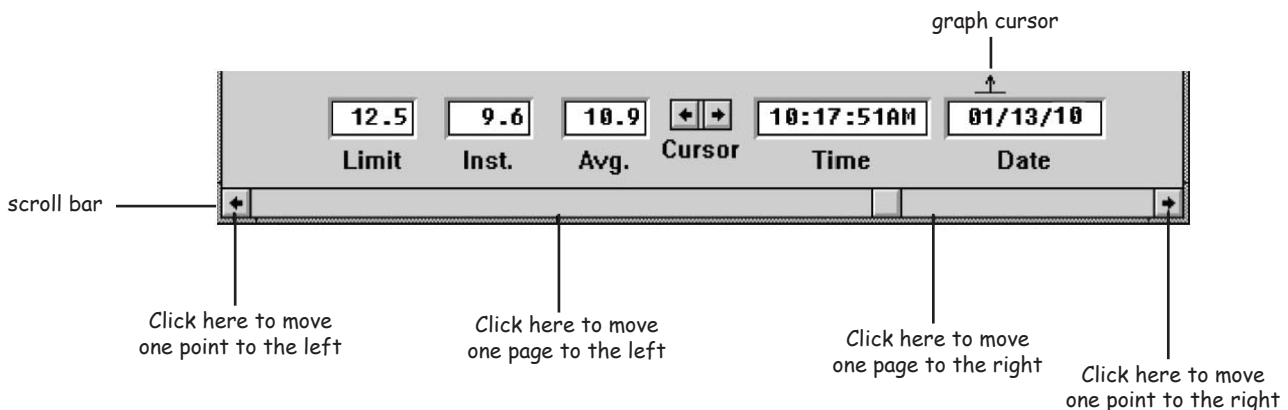 graph cursor
12.5 9.6 10.9 10:17:51AM 01/13/10
Limit Inst. Avg. Cursor Time Date
scroll bar
Click here to move
one point to the left
Click here to move
one page to the left
Click here to move
one page to the right
Click here to move
one point to the right